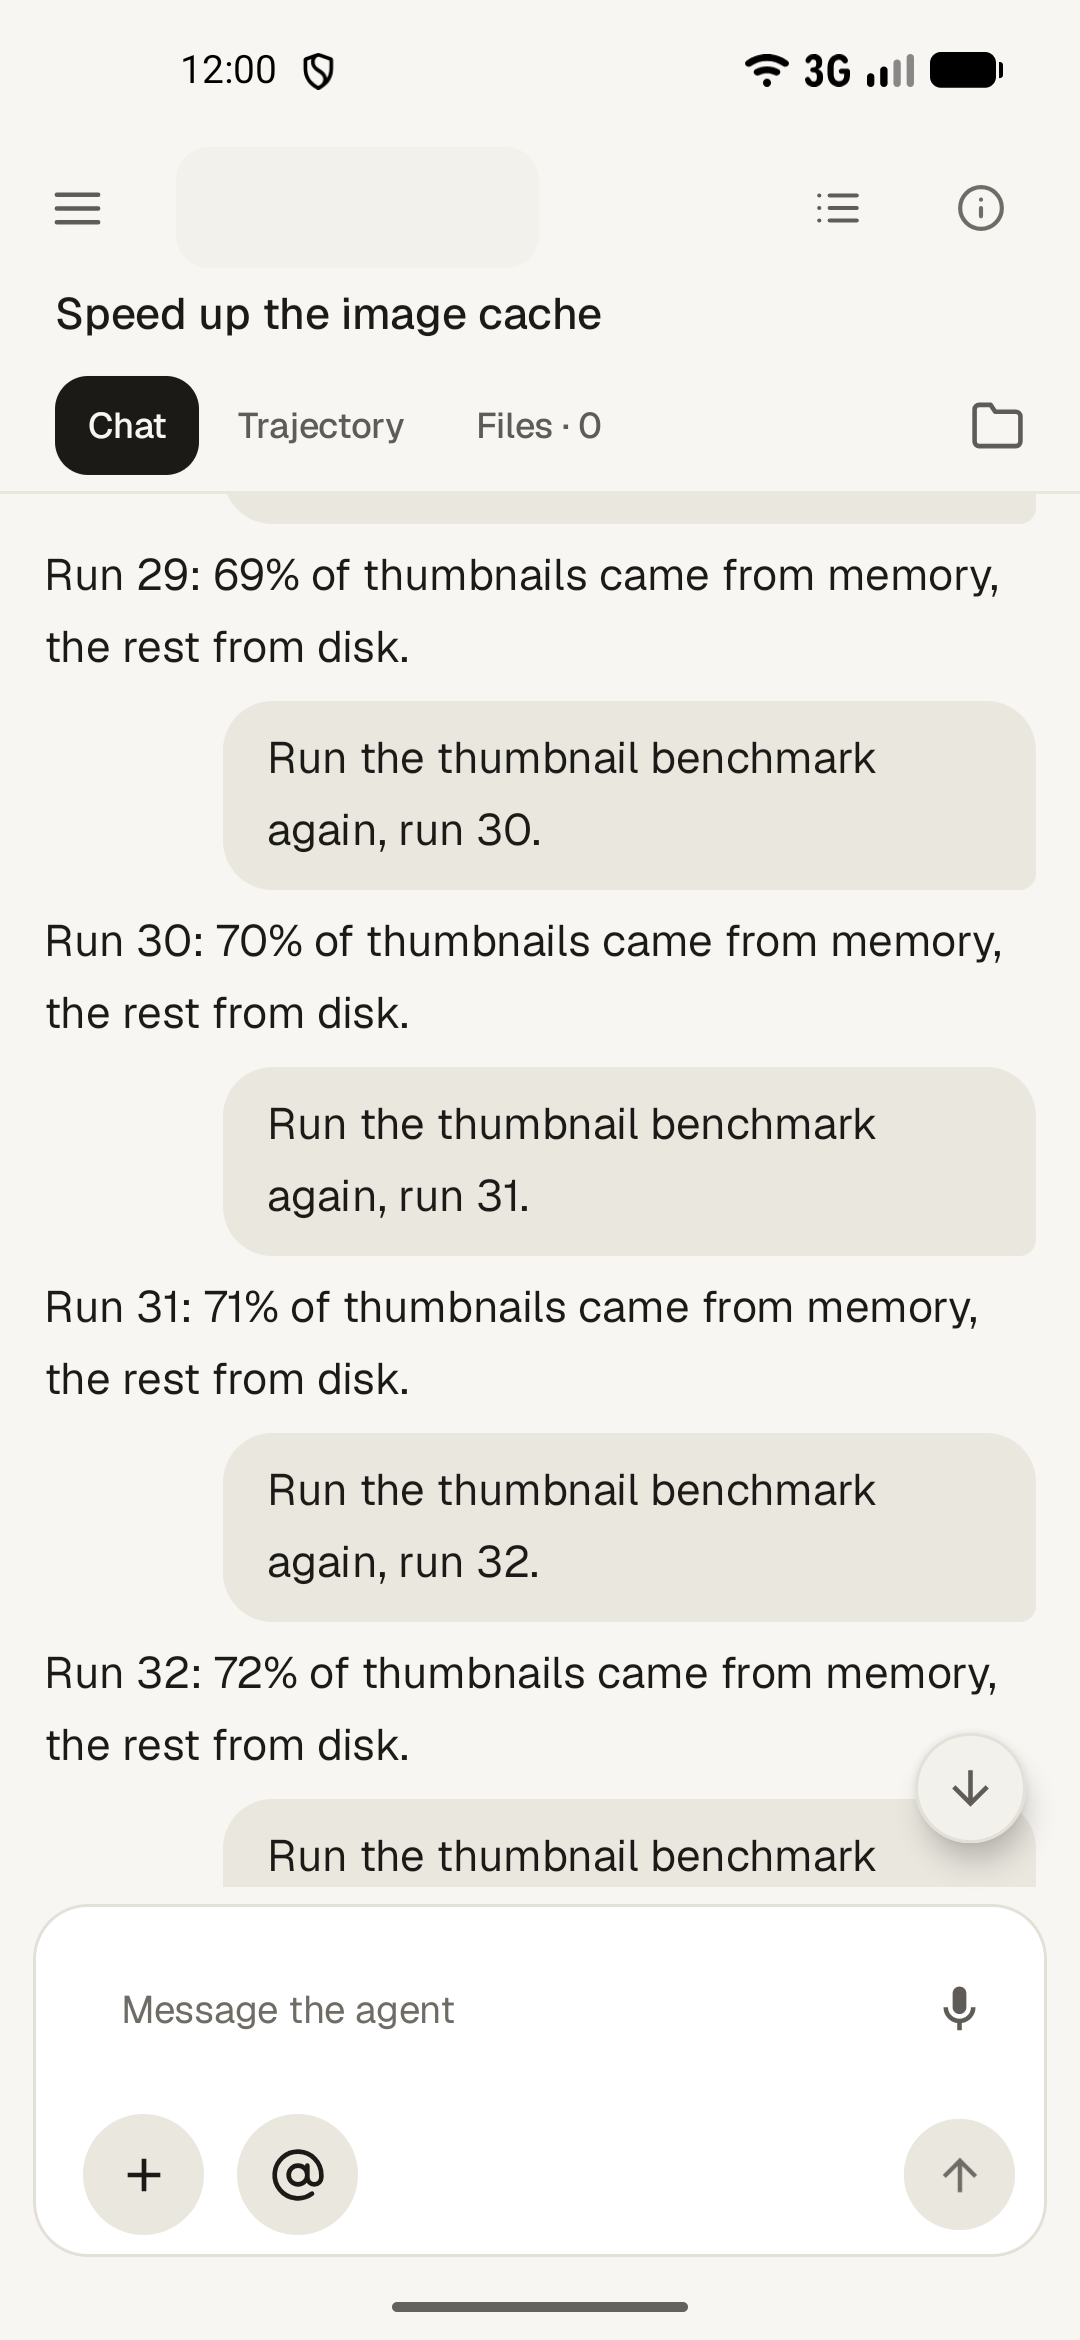 12:00
3G
Speed up the image cache
Chat
Trajectory
Files · 0
Run 29: 69% of thumbnails came from memory,
the rest from disk.
Run the thumbnail benchmark
again, run 30.
Run 30: 70% of thumbnails came from memory,
the rest from disk.
Run the thumbnail benchmark
again, run 31.
Run 31: 71% of thumbnails came from memory,
the rest from disk.
Run the thumbnail benchmark
again, run 32.
Run 32: 72% of thumbnails came from memory,
the rest from disk.
Run the thumbnail benchmark
Message the agent